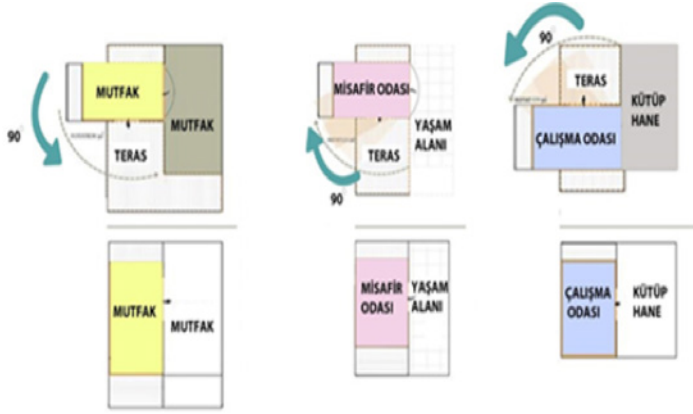 90°
MUTFAK
MUTFAK
TERAS
MİSAFİR ODASI
YAŞAM
ALANI
TERAS
90
90°
TERAS
KÜTÜP
HANE
ÇALIŞMA ODASI
MUTFAK
MUTFAK
MİSAFİR
ODASI
YAŞAM
ALANI
ÇALIŞMA
ODASI
KÜTÜP
HANE